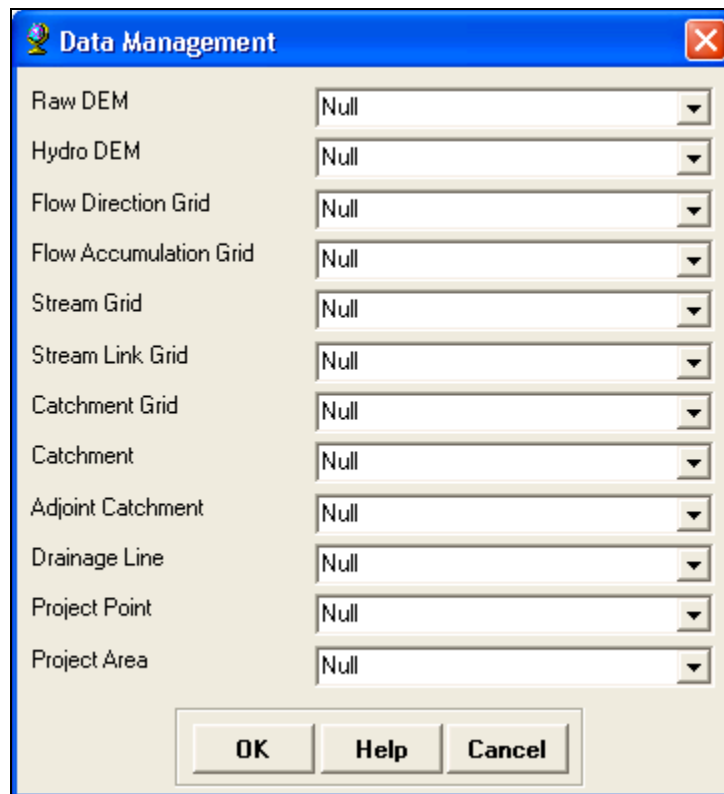 Data Management
Raw DEM Null
Hydro DEM Null
Flow Direction Grid Null
Flow Accumulation Grid Null
Stream Grid Null
Stream Link Grid Null
Catchment Grid Null
Catchment Null
Adjoint Catchment Null
Drainage Line Null
Project Point Null
Project Area Null
OK Help Cancel